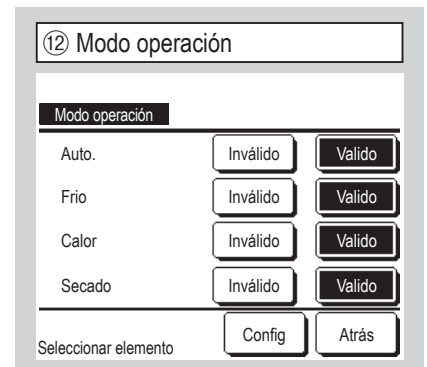 ⑫ Modo operación
Modo operación
Auto. Inválido Valido
Frio Inválido Valido
Calor Inválido Valido
Secado Inválido Valido
Seleccionar elemento Config Atrás